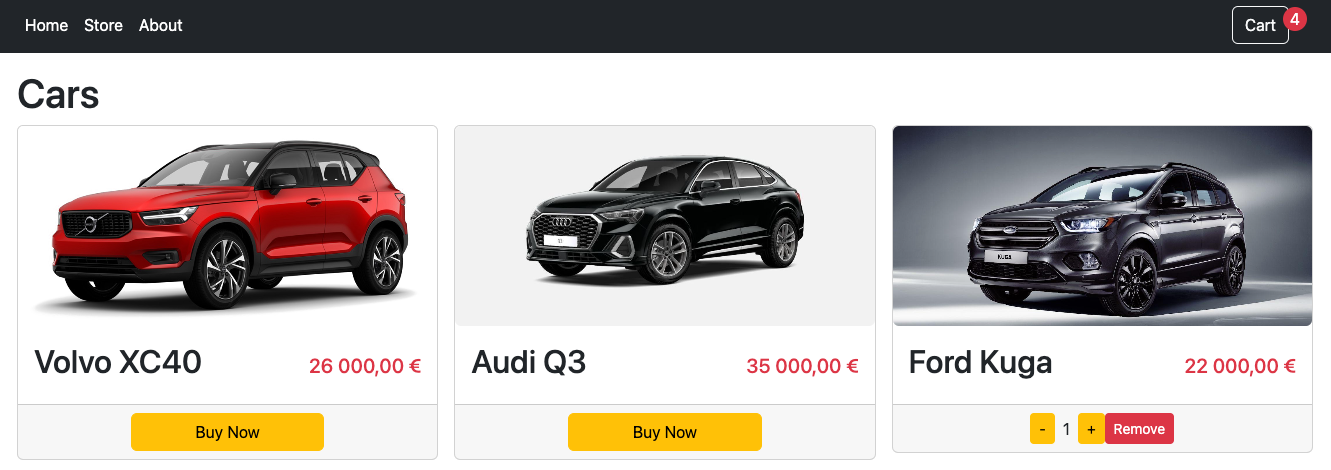 Home Store About Cart 4
Cars
KUGA
Volvo XC40 26 000,00 € Audi Q3 35 000,00 € Ford Kuga 22 000,00 €
Buy Now Buy Now - 1 + Remove